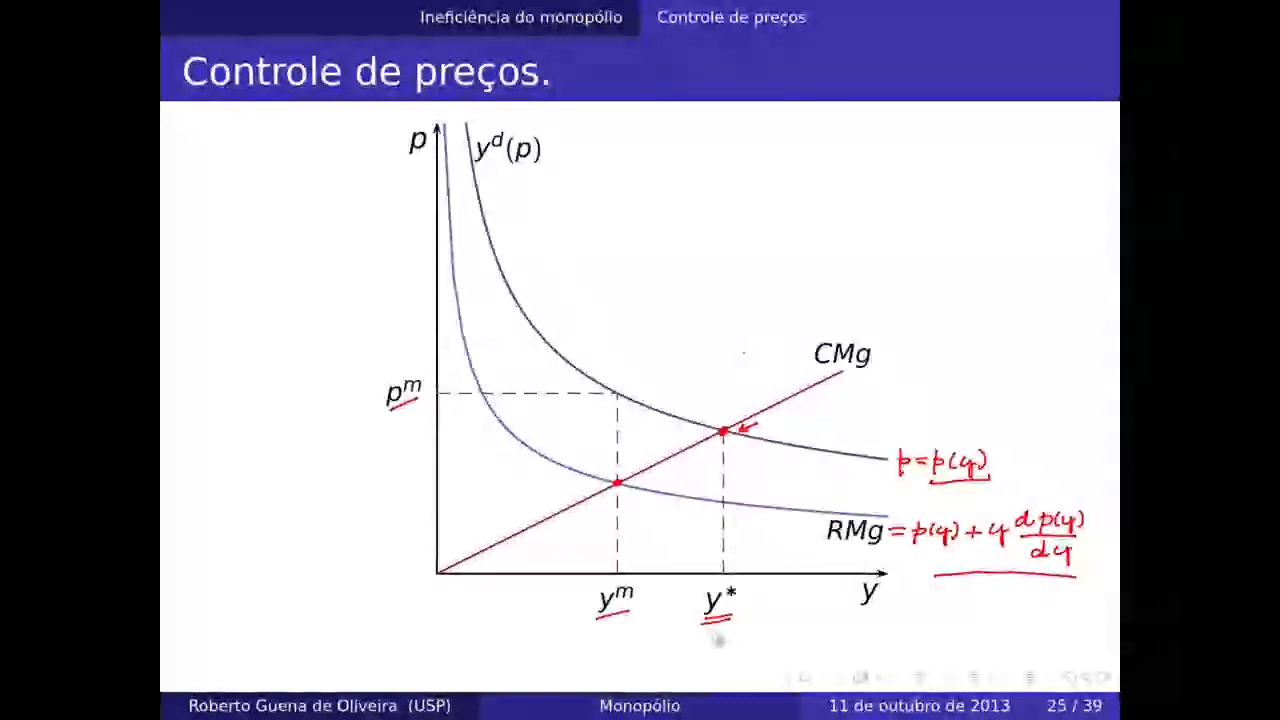 Ineficiência do monopólio Controle de preços
Controle de preços.
p
y^d(p)
CMg
p^m
p=p(y)
RMg = p(y) + y dp(y)/dy
y^m y* y
Roberto Guena de Oliveira (USP) Monopólio 11 de outubro de 2013 25 / 39